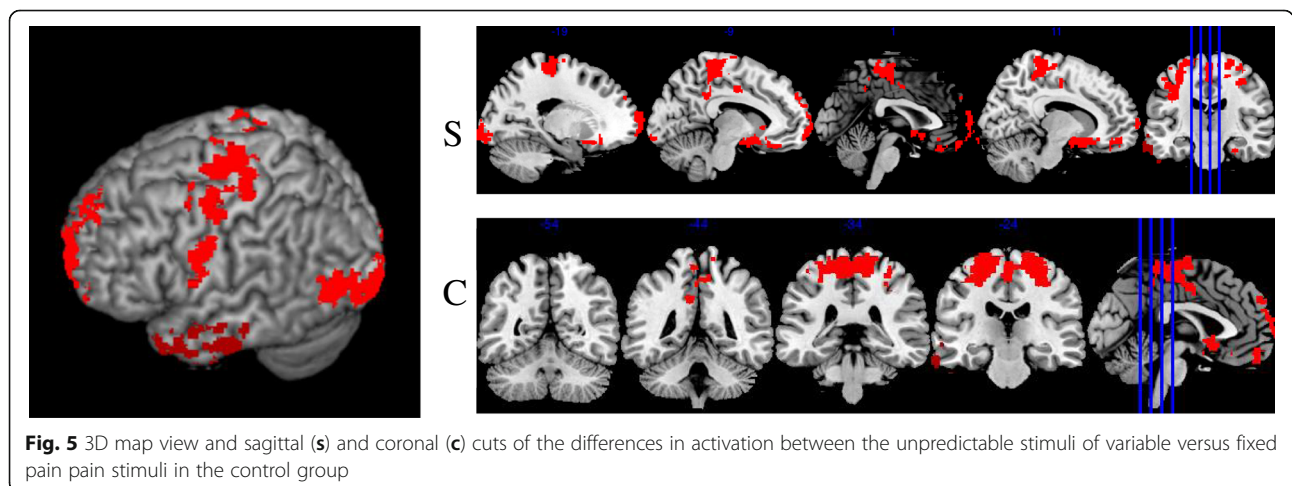 -19 -9 1 11
S
-54 -44 -34 -24
C
Fig. 5 3D map view and sagittal (s) and coronal (c) cuts of the differences in activation between the unpredictable stimuli of variable versus fixed
pain pain stimuli in the control group